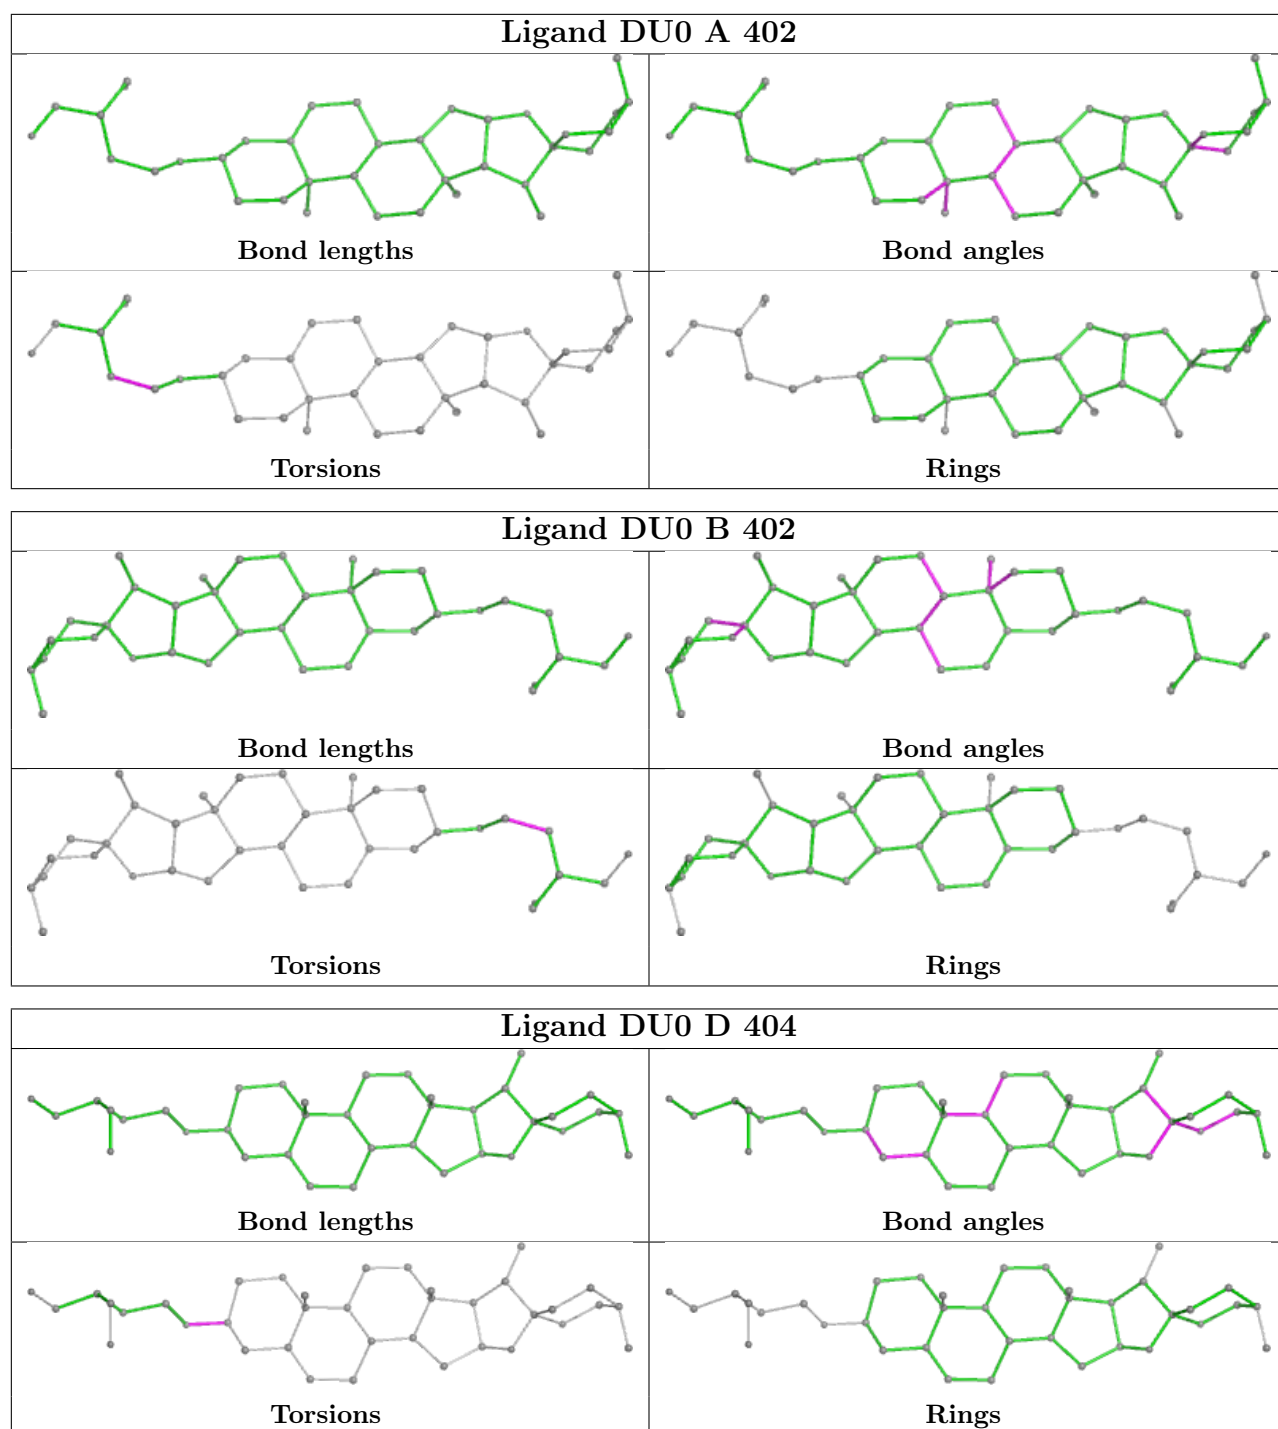 Ligand DU0 A 402
Bond lengths
Bond angles
Torsions
Rings
Ligand DU0 B 402
Bond lengths
Bond angles
Torsions
Rings
Ligand DU0 D 404
Bond lengths
Bond angles
Torsions
Rings